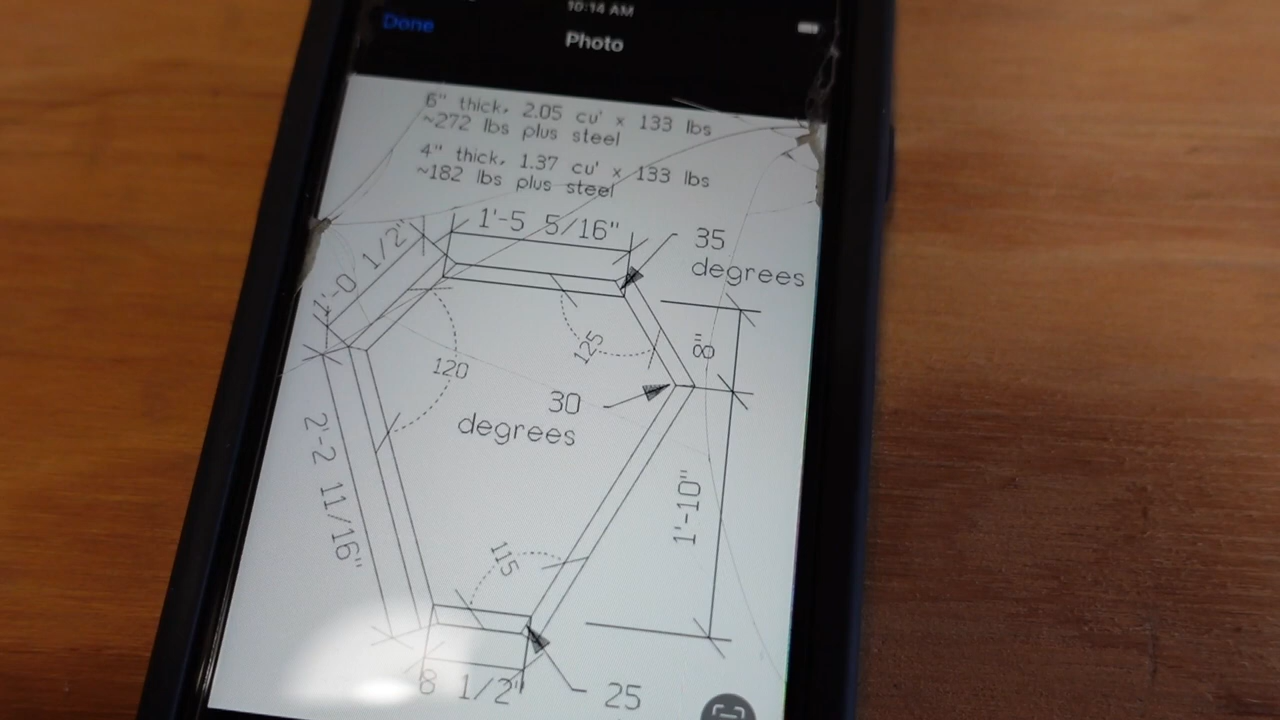 10:14 AM
Done
Photo
6" thick, 2.05 cu' x 133 lbs
~272 lbs plus steel
4" thick, 1.37 cu' x 133 lbs
~182 lbs plus steel
1'-5 5/16"
35
degrees
1'-0 1/2"
8"
125
120
30
degrees
2'-2 11/16"
1'-10"
115
8 1/2"
25